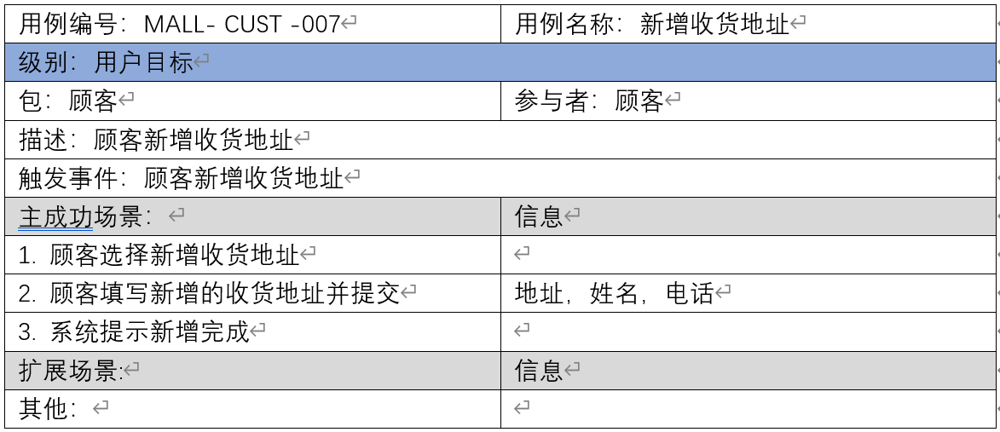 用例编号：MALL- CUST -007
用例名称：新增收货地址
级别：用户目标
包：顾客
参与者：顾客
描述：顾客新增收货地址
触发事件：顾客新增收货地址
主成功场景：
信息
1. 顾客选择新增收货地址
2. 顾客填写新增的收货地址并提交
地址，姓名，电话
3. 系统提示新增完成
扩展场景:
信息
其他：